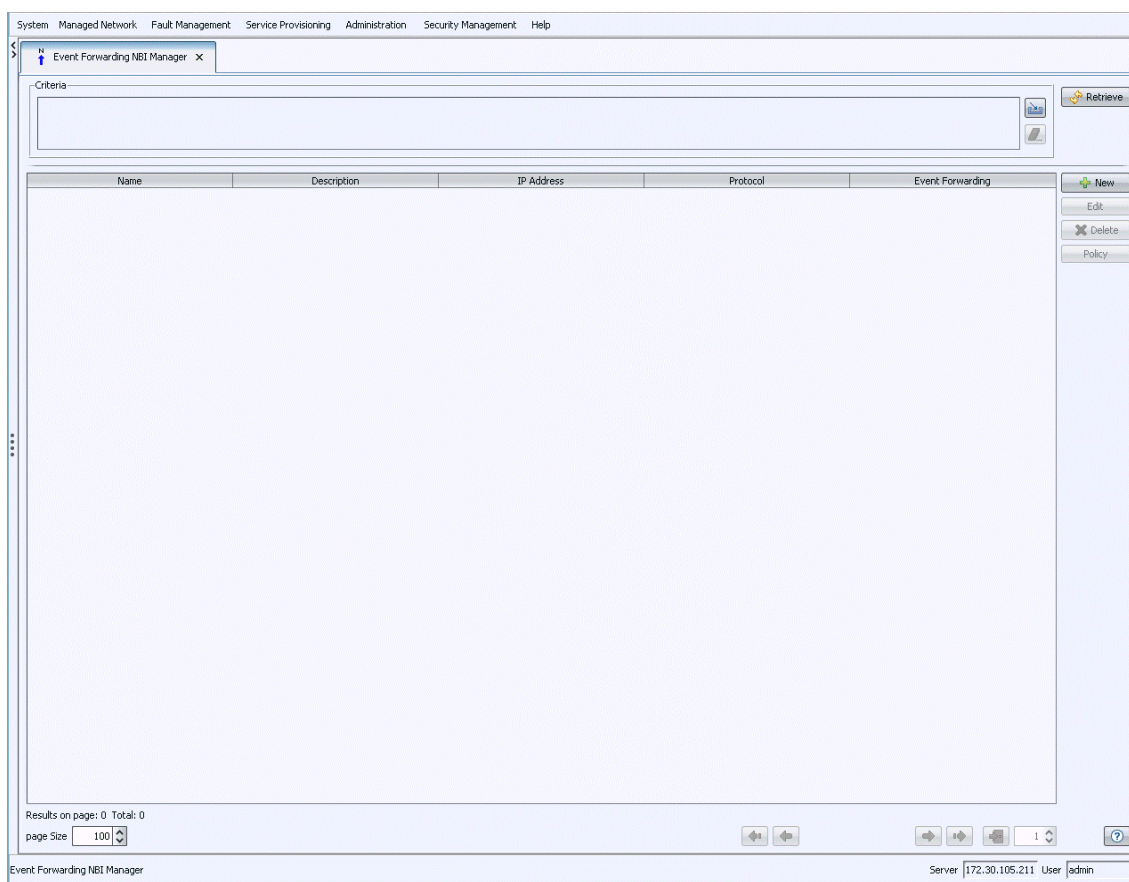 System Managed Network Fault Management Service Provisioning Administration Security Management Help
N Event Forwarding NBI Manager X
Criteria
Retrieve
Name Description IP Address Protocol Event Forwarding
New
Edit
Delete
Policy
Results on page: 0 Total: 0
page Size 100
1
Event Forwarding NBI Manager Server 172.30.105.211 User admin